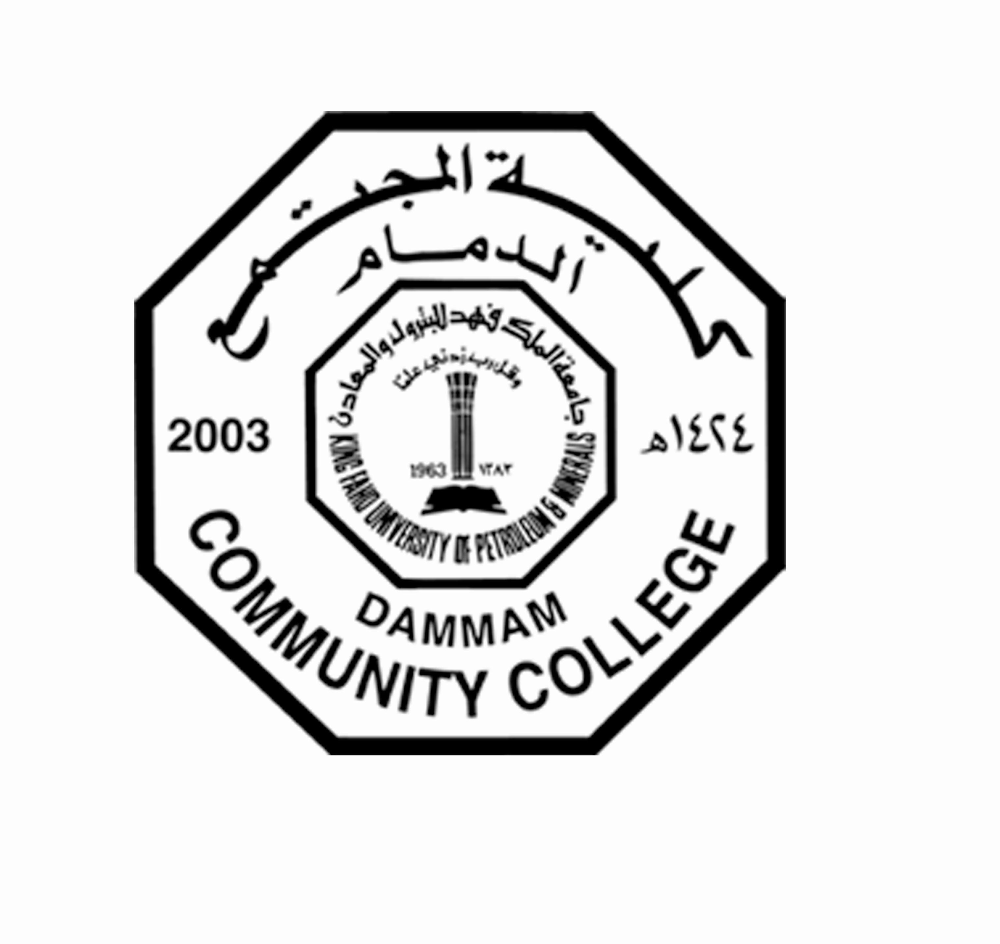 كلية المجتمع
الدمام
جامعة الملك فهد للبترول والمعادن
وقل رب زدني علمًا
2003
١٤٢٤هـ
1963 ١٣٨٣
KING FAHD UNIVERSITY OF PETROLEUM & MINERALS
DAMMAM
COMMUNITY COLLEGE